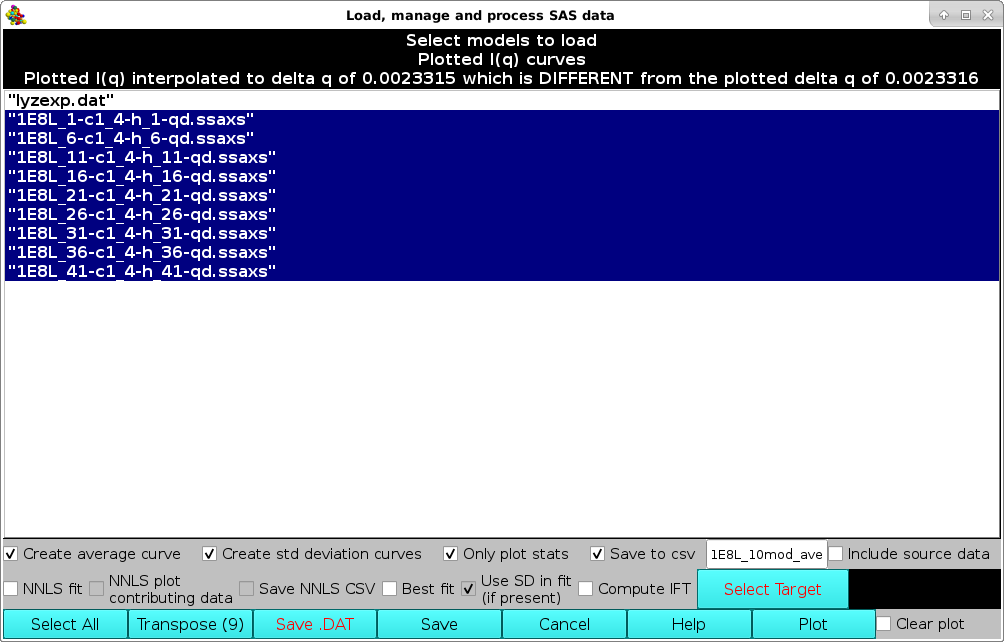 Load, manage and process SAS data
Select models to load
Plotted I(q) curves
Plotted I(q) interpolated to delta q of 0.0023315 which is DIFFERENT from the plotted delta q of 0.0023316
"lyzexp.dat"
"1E8L_1-c1_4-h_1-qd.ssaxs"
"1E8L_6-c1_4-h_6-qd.ssaxs"
"1E8L_11-c1_4-h_11-qd.ssaxs"
"1E8L_16-c1_4-h_16-qd.ssaxs"
"1E8L_21-c1_4-h_21-qd.ssaxs"
"1E8L_26-c1_4-h_26-qd.ssaxs"
"1E8L_31-c1_4-h_31-qd.ssaxs"
"1E8L_36-c1_4-h_36-qd.ssaxs"
"1E8L_41-c1_4-h_41-qd.ssaxs"
Create average curve Create std deviation curves Only plot stats Save to csv 1E8L_10mod_ave Include source data
NNLS fit NNLS plot contributing data Save NNLS CSV Best fit Use SD in fit (if present) Compute IFT Select Target
Select All Transpose (9) Save .DAT Save Cancel Help Plot Clear plot